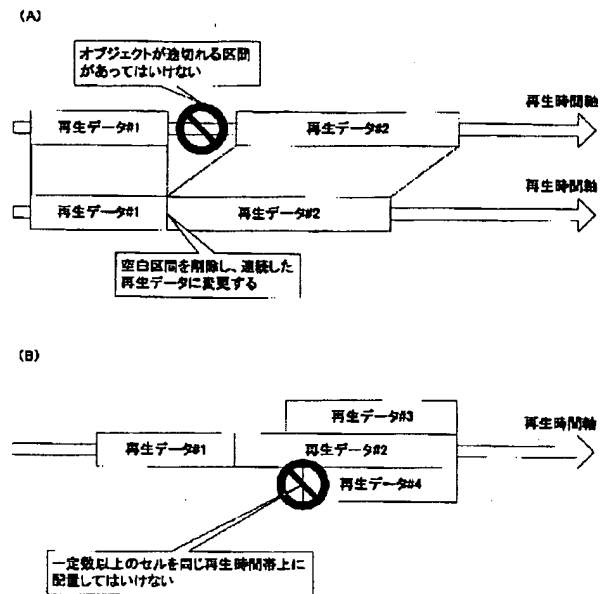 (A)
オブジェクトが途切れる区間
があってはいけない
再生時間軸
再生データ#1
#2
再生時間軸
再生データ#1
再生データ#2
空白区間を削除し、連続した
再生データに変更する
(B)
再生データ#3
再生時間軸
再生データ#1
再生データ#2
再生データ#4
一定数以上のセルを同じ再生時間帯上に
配置してはいけない